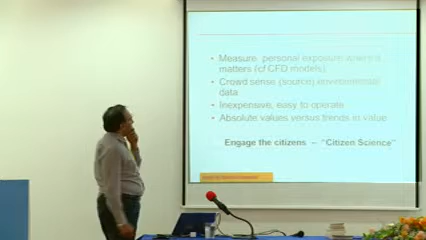 • Measure personal exposure where it
matters (cf CFD models)
• Crowd sense (source) environmental
data
• Inexpensive, easy to operate
• Absolute values versus trends in value
Engage the citizens – "Citizen Science"